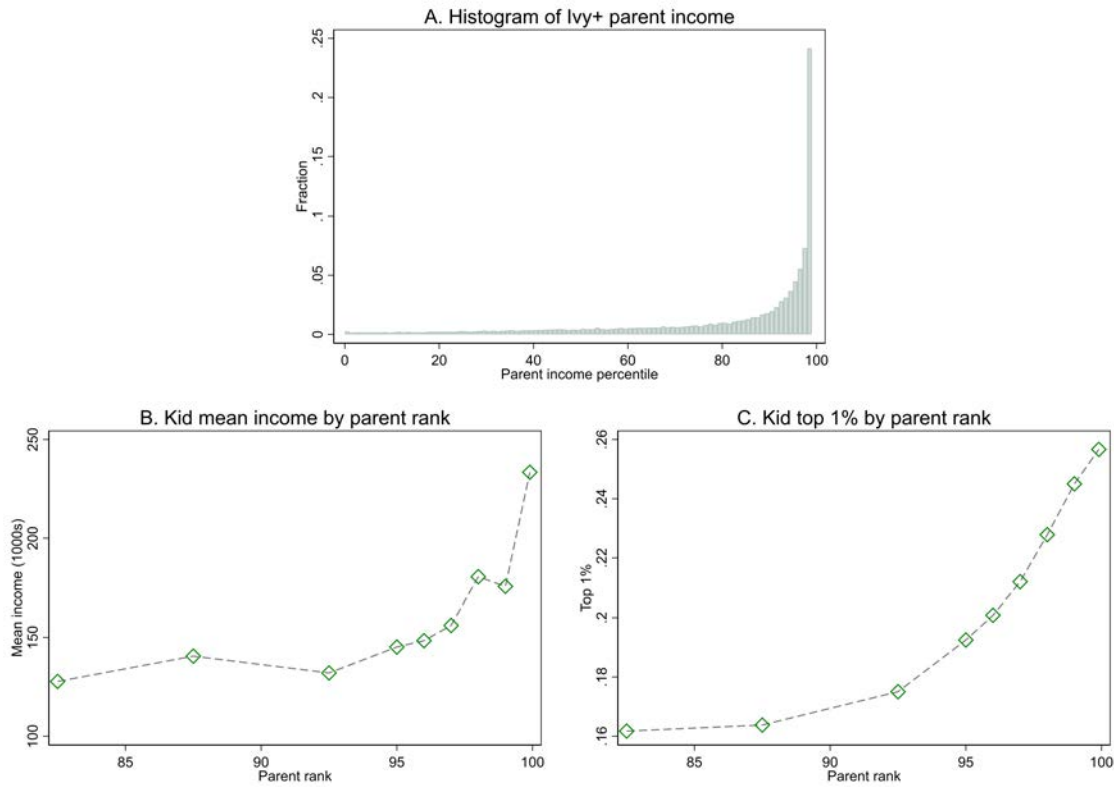 A. Histogram of Ivy+ parent income
.25
.2
.15
.1
.05
0
Fraction
0 20 40 60 80 100
Parent income percentile
B. Kid mean income by parent rank
250
200
150
100
Mean income (1000s)
85 90 95 100
Parent rank
C. Kid top 1% by parent rank
.26
.24
.22
.2
.18
.16
Top 1%
85 90 95 100
Parent rank